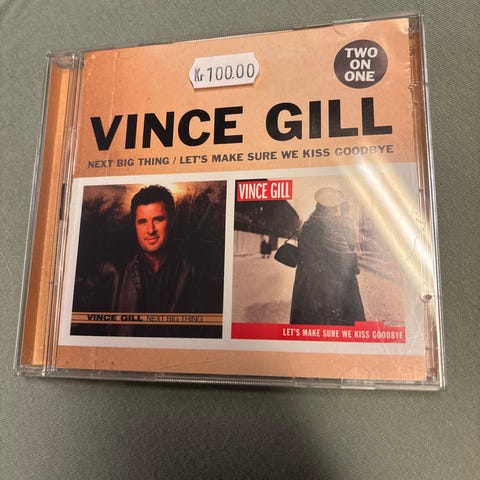 Kr 100.00
TWO
ON
ONE
VINCE GILL
NEXT BIG THING / LET'S MAKE SURE WE KISS GOODBYE
VINCE GILL NEXT BIG THING
VINCE GILL
LET'S MAKE SURE WE KISS GOODBYE